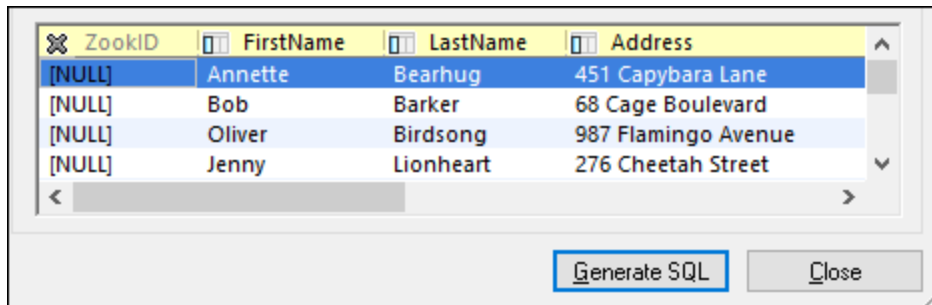 ZookID FirstName LastName Address
[NULL] Annette Bearhug 451 Capybara Lane
[NULL] Bob Barker 68 Cage Boulevard
[NULL] Oliver Birdsong 987 Flamingo Avenue
[NULL] Jenny Lionheart 276 Cheetah Street
Generate SQL Close